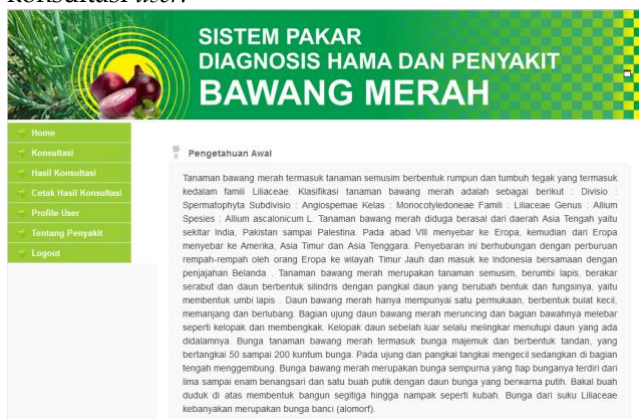 konsultasi user.
SISTEM PAKAR
DIAGNOSIS HAMA DAN PENYAKIT
BAWANG MERAH
Home
Konsultasi
Hasil Konsultasi
Cetak Hasil Konsultasi
Profile User
Tentang Penyakit
Logout
Pengetahuan Awal
Tanaman bawang merah termasuk tanaman semusim berbentuk rumpun dan tumbuh tegak yang termasuk
kedalam famili Liliaceae. Klasifikasi tanaman bawang merah adalah sebagai berikut : Divisio :
Spermatophyta Subdivisio : Angiospemae Kelas : Monocotyledoneae Famili : Liliaceae Genus : Allium
Spesies : Allium ascalonicum L. Tanaman bawang merah diduga berasal dari daerah Asia Tengah yaitu
sekitar India, Pakistan sampai Palestina. Pada abad VIII menyebar ke Eropa, kemudian dari Eropa
menyebar ke Amerika, Asia Timur dan Asia Tenggara. Penyebaran ini berhubungan dengan perburuan
rempah-rempah oleh orang Eropa ke wilayah Timur Jauh dan masuk ke Indonesia bersamaan dengan
penjajahan Belanda . Tanaman bawang merah merupakan tanaman semusim, berumbi lapis, berakar
serabut dan daun berbentuk silindris dengan pangkal daun yang berubah bentuk dan fungsinya, yaitu
membentuk umbi lapis . Daun bawang merah hanya mempunyai satu permukaan, berbentuk bulat kecil,
memanjang dan berlubang. Bagian ujung daun bawang merah meruncing dan bagian bawahnya melebar
seperti kelopak dan membengkak. Kelopak daun sebelah luar selalu melingkar menutupi daun yang ada
didalamnya. Bunga tanaman bawang merah termasuk bunga majemuk dan berbentuk tandan, yang
bertangkai 50 sampai 200 kuntum bunga. Pada ujung dan pangkal tangkai mengecil sedangkan di bagian
tengah menggembung. Bunga bawang merah merupakan bunga sempurna yang tiap bunganya terdiri dari
lima sampai enam benangsari dan satu buah putik dengan daun bunga yang berwarna putih. Bakal buah
duduk di atas membentuk bangun segitiga hingga nampak seperti kubah. Bunga dari suku Liliaceae
kebanyakan merupakan bunga banci (alomorf).